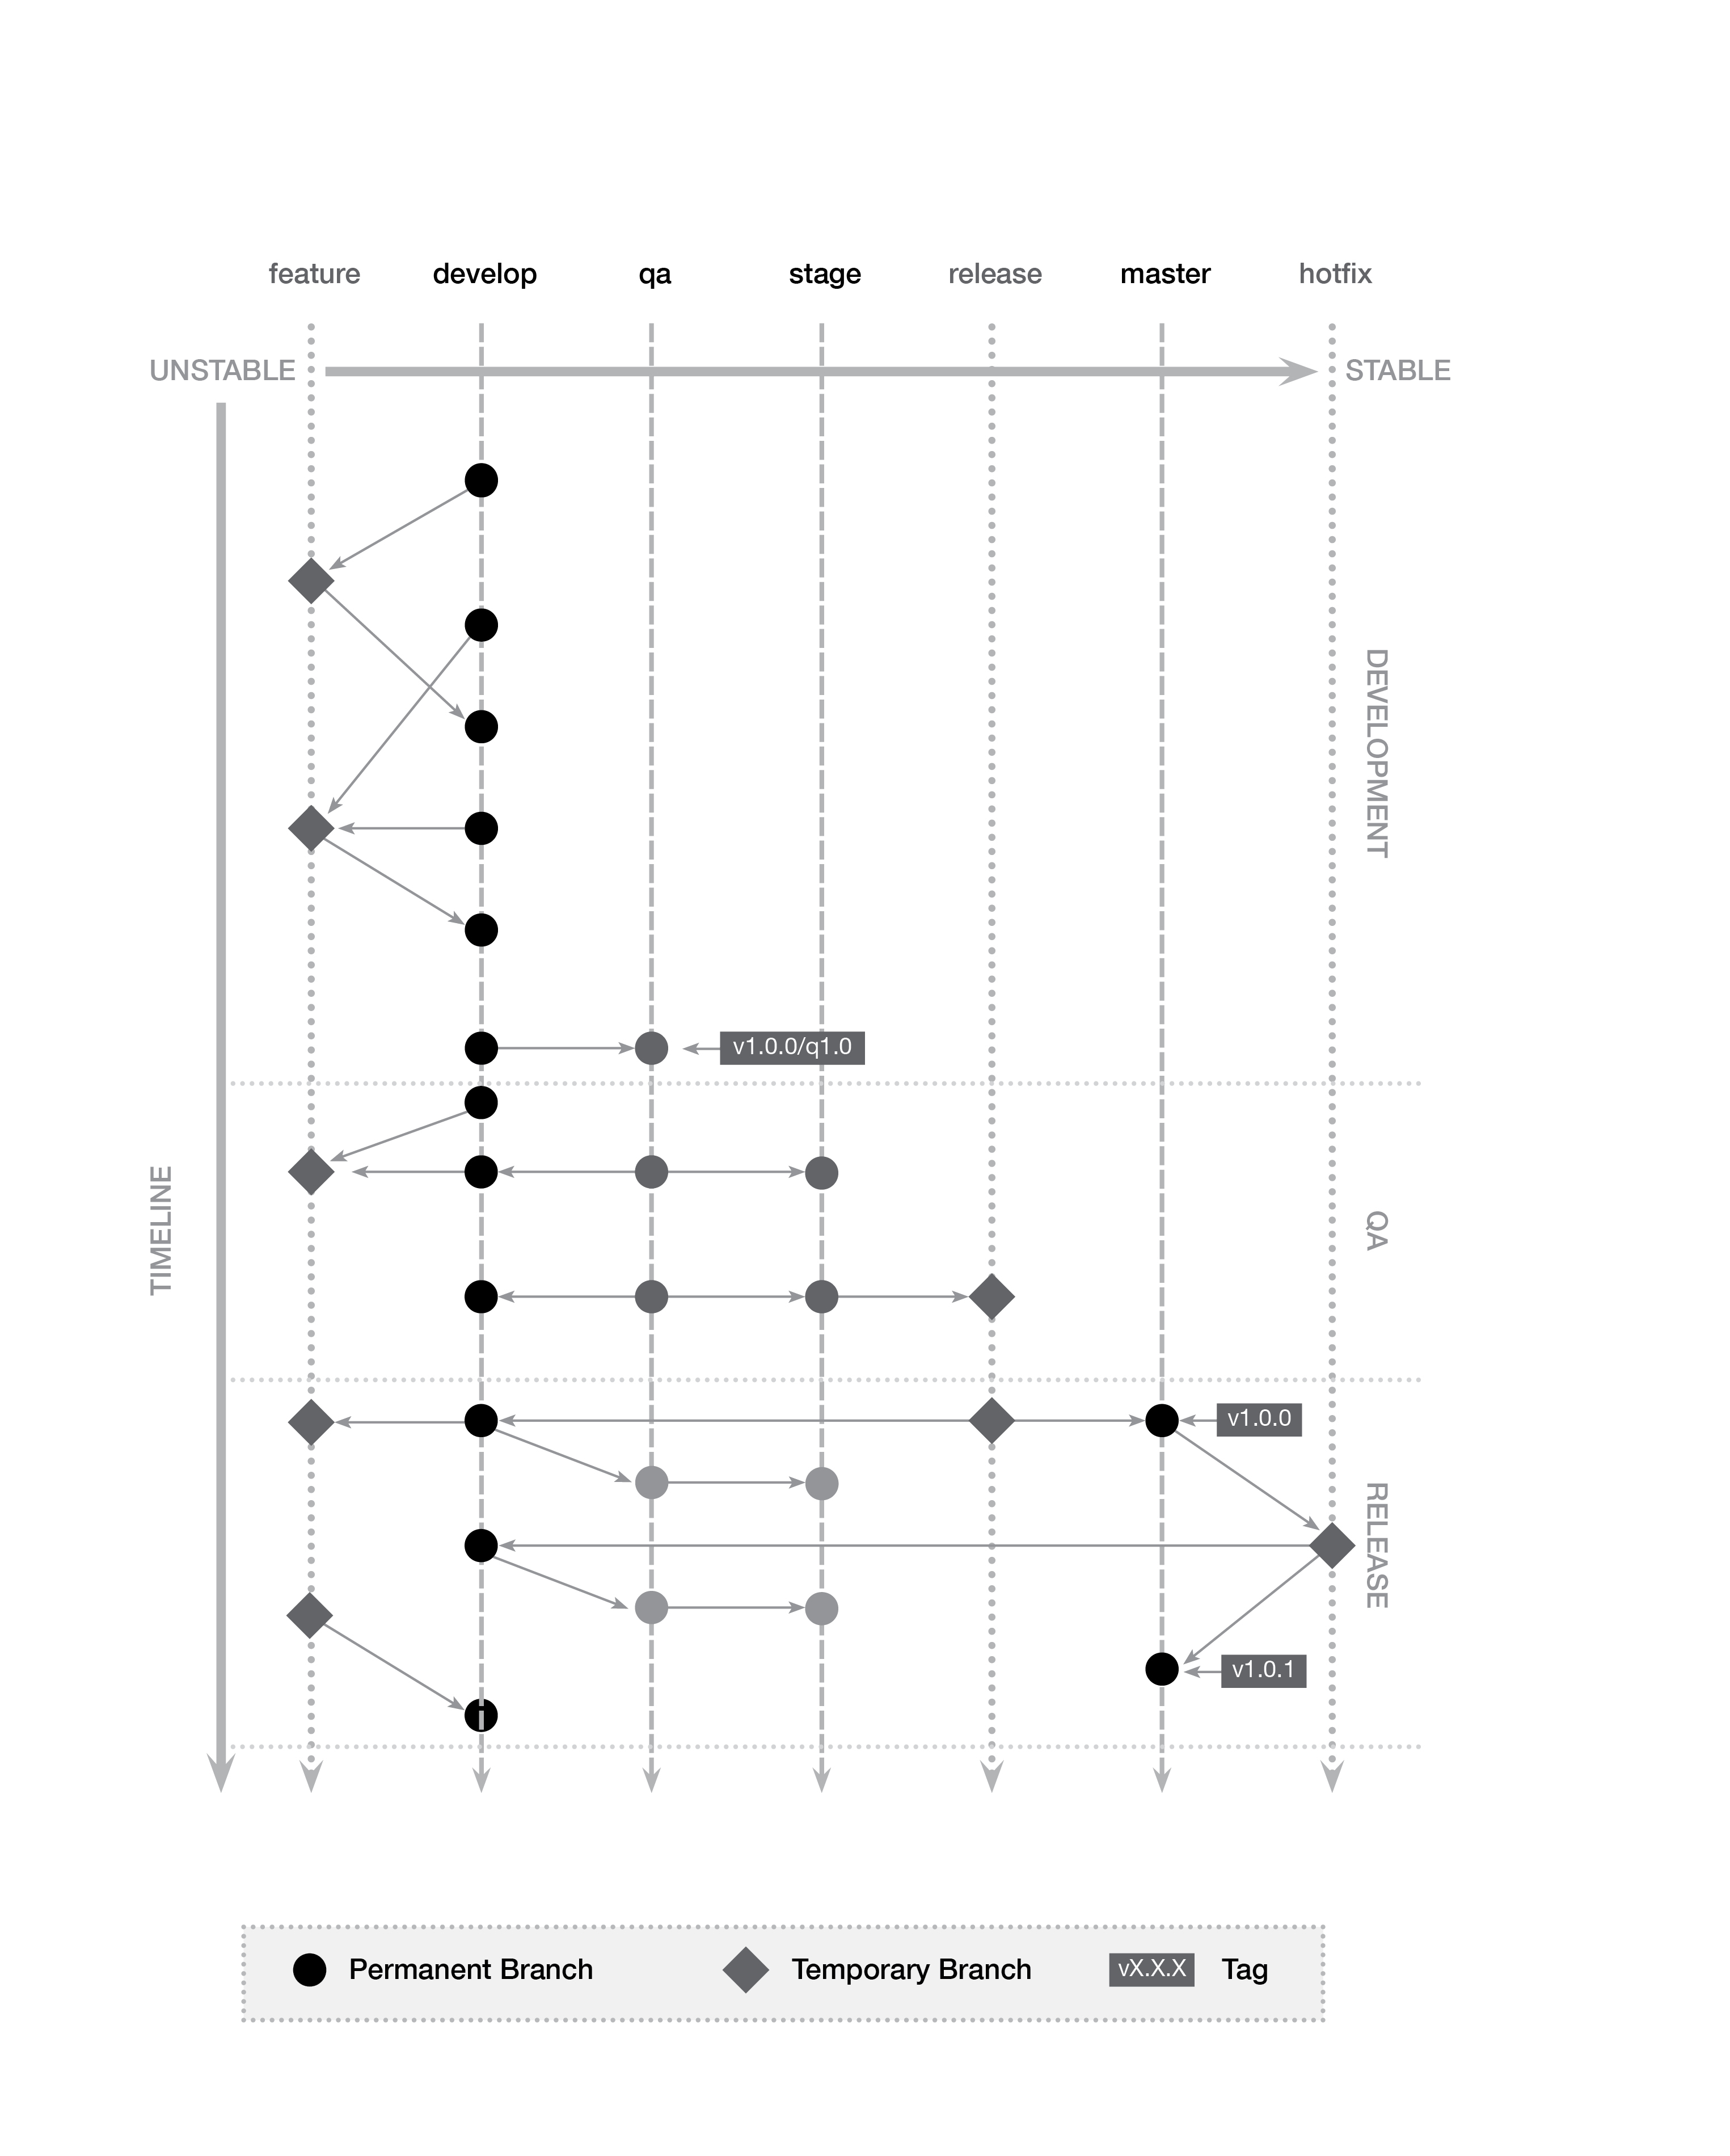 feature develop qa stage release master hotfix
UNSTABLE STABLE
DEVELOPMENT
v1.0.0/q1.0
TIMELINE
QA
v1.0.0
RELEASE
v1.0.1
Permanent Branch Temporary Branch vX.X.X Tag